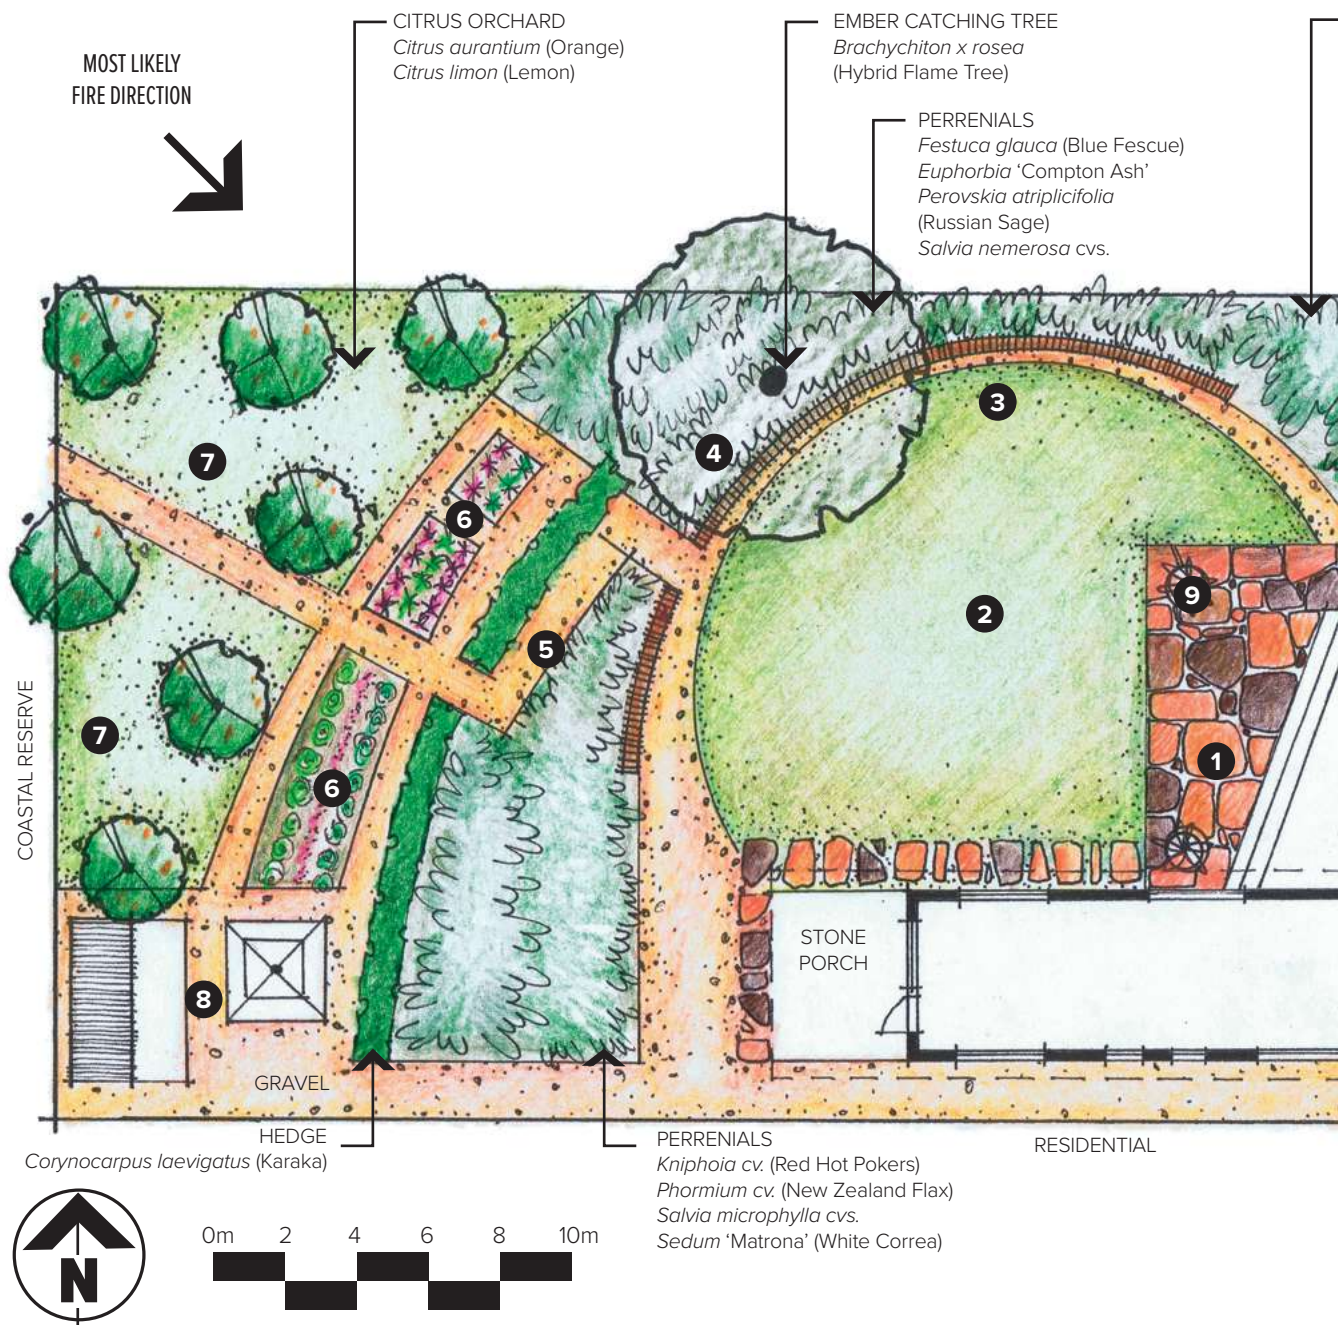 MOST LIKELY
FIRE DIRECTION
CITRUS ORCHARD
Citrus aurantium (Orange)
Citrus limon (Lemon)
EMBER CATCHING TREE
Brachychiton x rosea
(Hybrid Flame Tree)
PERRENIALS
Festuca glauca (Blue Fescue)
Euphorbia ‘Compton Ash’
Perovskia atriplicifolia
(Russian Sage)
Salvia nemerosa cvs.
3
4
7
6
9
2
5
COASTAL RESERVE
7
1
6
STONE
PORCH
8
GRAVEL
HEDGE
Corynocarpus laevigatus (Karaka)
PERRENIALS
Kniphoia cv. (Red Hot Pokers)
Phormium cv. (New Zealand Flax)
Salvia microphylla cvs.
Sedum ‘Matrona’ (White Correa)
RESIDENTIAL
N
0m 2 4 6 8 10m